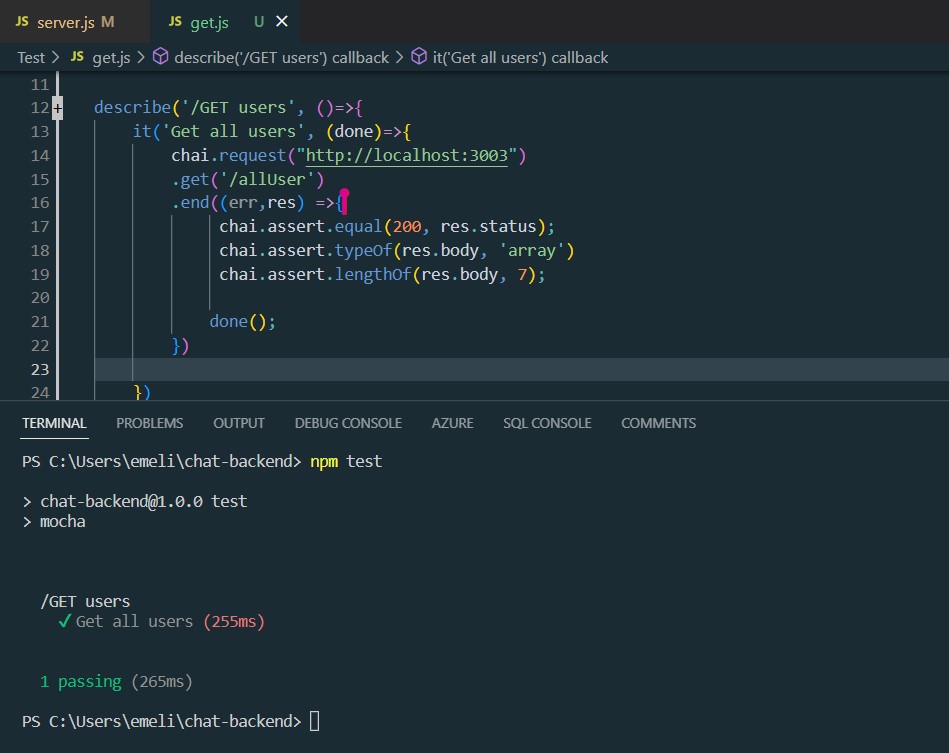 JS server.js M JS get.js U
Test > JS get.js > describe('/GET users') callback > it('Get all users') callback
11
12 + describe('/GET users', ()=>{
13 it('Get all users', (done)=>{
14 chai.request("http://localhost:3003")
15 .get('/allUser')
16 .end((err,res) =>{
17 chai.assert.equal(200, res.status);
18 chai.assert.typeOf(res.body, 'array')
19 chai.assert.lengthOf(res.body, 7);
20
21 done();
22 })
23
24 })
TERMINAL PROBLEMS OUTPUT DEBUG CONSOLE AZURE SQL CONSOLE COMMENTS
PS C:\Users\emeli\chat-backend> npm test
> chat-backend@1.0.0 test
> mocha
/GET users
✓ Get all users (255ms)
1 passing (265ms)
PS C:\Users\emeli\chat-backend>